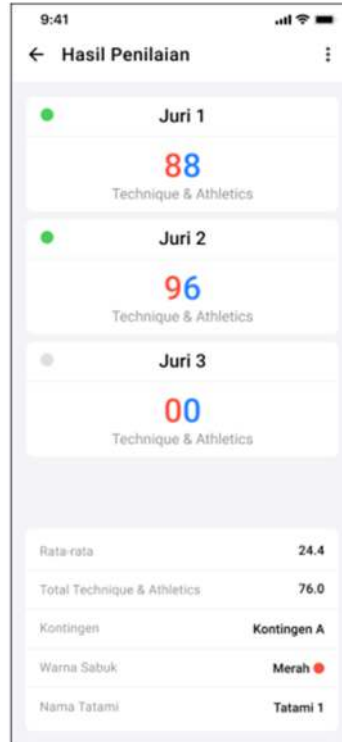 9:41
Hasil Penilaian
Juri 1
88
Technique & Athletics
Juri 2
96
Technique & Athletics
Juri 3
00
Technique & Athletics
Rata-rata 24.4
Total Technique & Athletics 76.0
Kontingen Kontingen A
Warna Sabuk Merah
Nama Tatami Tatami 1